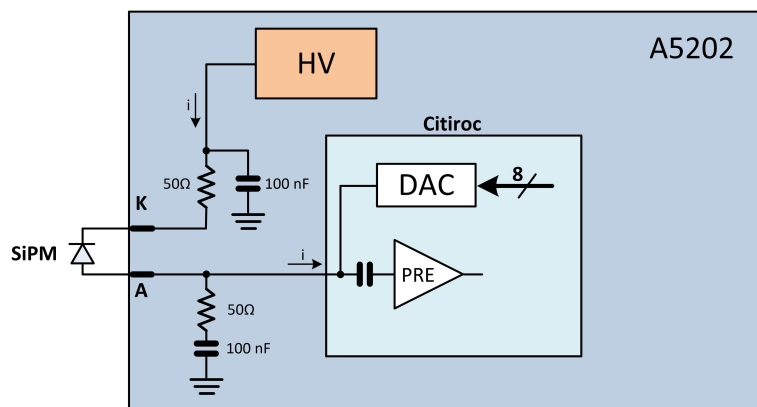 A5202
HV
i
Citiroc
50Ω
100 nF
DAC
8
K
SiPM
i
PRE
A
50Ω
100 nF